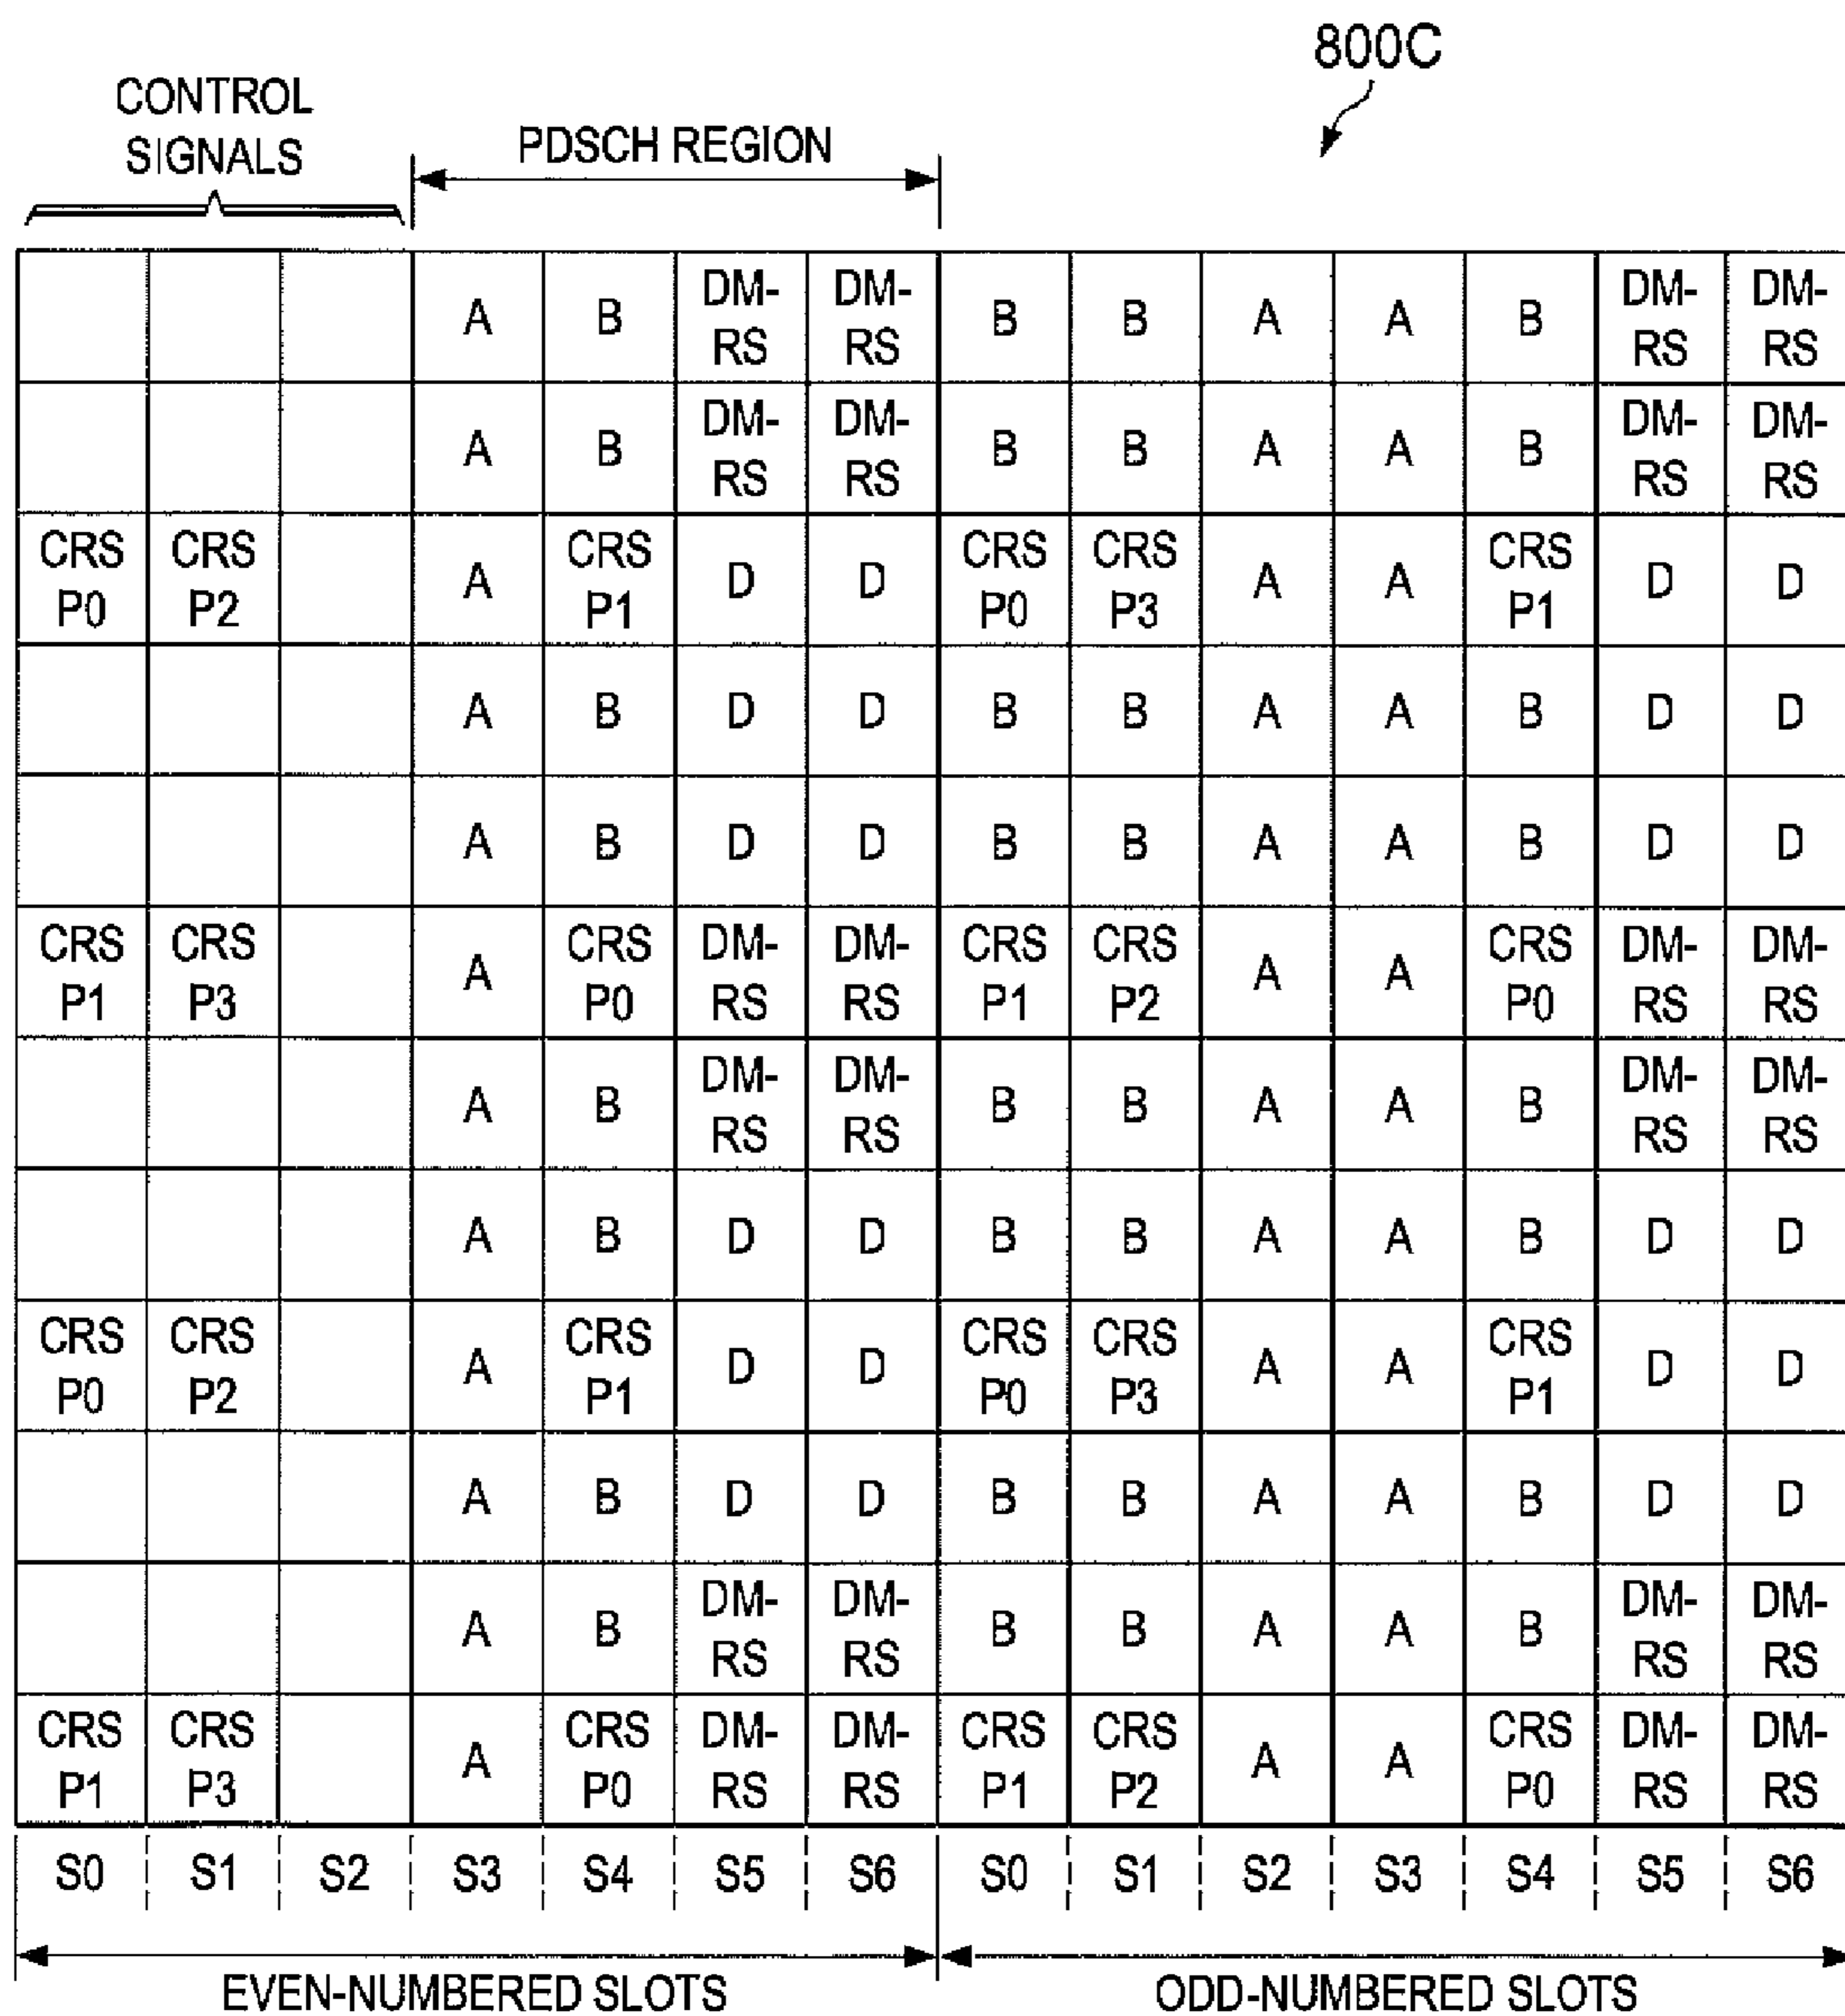 800C
CONTROL
SIGNALS
PDSCH REGION
A B DM-RS DM-RS B B A A B DM-RS DM-RS
A B DM-RS DM-RS B B A A B DM-RS DM-RS
CRS P0 CRS P2 A CRS P1 D D CRS P0 CRS P3 A A CRS P1 D D
A B D D B B A A B D D
A B D D B B A A B D D
CRS P1 CRS P3 A CRS P0 DM-RS DM-RS CRS P1 CRS P2 A A CRS P0 DM-RS DM-RS
A B DM-RS DM-RS B B A A B DM-RS DM-RS
A B D D B B A A B D D
CRS P0 CRS P2 A CRS P1 D D CRS P0 CRS P3 A A CRS P1 D D
A B D D B B A A B D D
A B DM-RS DM-RS B B A A B DM-RS DM-RS
CRS P1 CRS P3 A CRS P0 DM-RS DM-RS CRS P1 CRS P2 A A CRS P0 DM-RS DM-RS
S0 S1 S2 S3 S4 S5 S6 S0 S1 S2 S3 S4 S5 S6
EVEN-NUMBERED SLOTS ODD-NUMBERED SLOTS